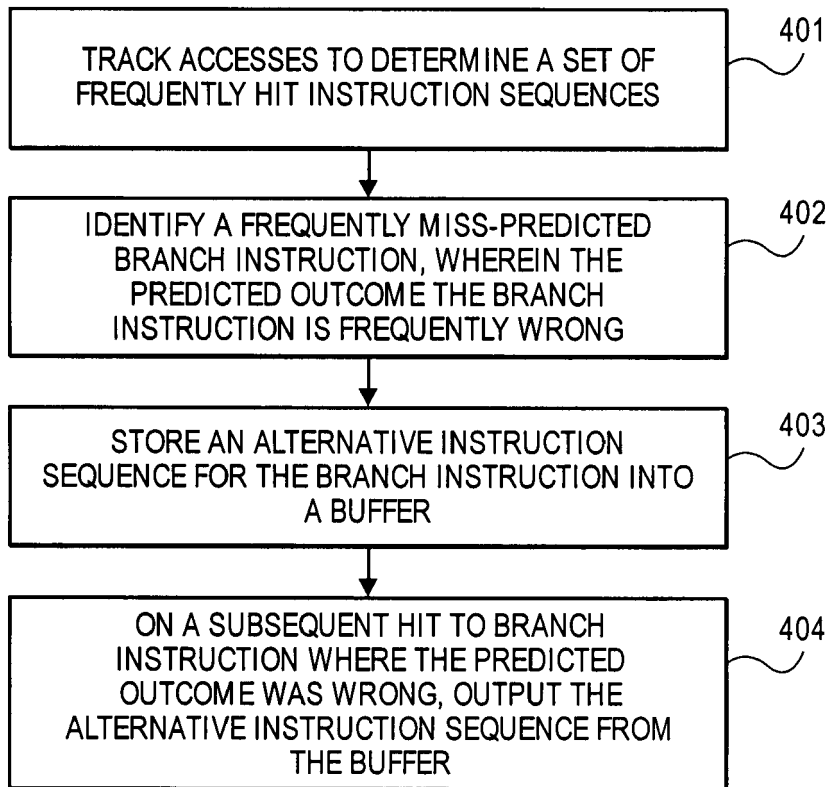 401
TRACK ACCESSES TO DETERMINE A SET OF
FREQUENTLY HIT INSTRUCTION SEQUENCES
402
IDENTIFY A FREQUENTLY MISS-PREDICTED
BRANCH INSTRUCTION, WHEREIN THE
PREDICTED OUTCOME THE BRANCH
INSTRUCTION IS FREQUENTLY WRONG
403
STORE AN ALTERNATIVE INSTRUCTION
SEQUENCE FOR THE BRANCH INSTRUCTION INTO
A BUFFER
404
ON A SUBSEQUENT HIT TO BRANCH
INSTRUCTION WHERE THE PREDICTED
OUTCOME WAS WRONG, OUTPUT THE
ALTERNATIVE INSTRUCTION SEQUENCE FROM
THE BUFFER